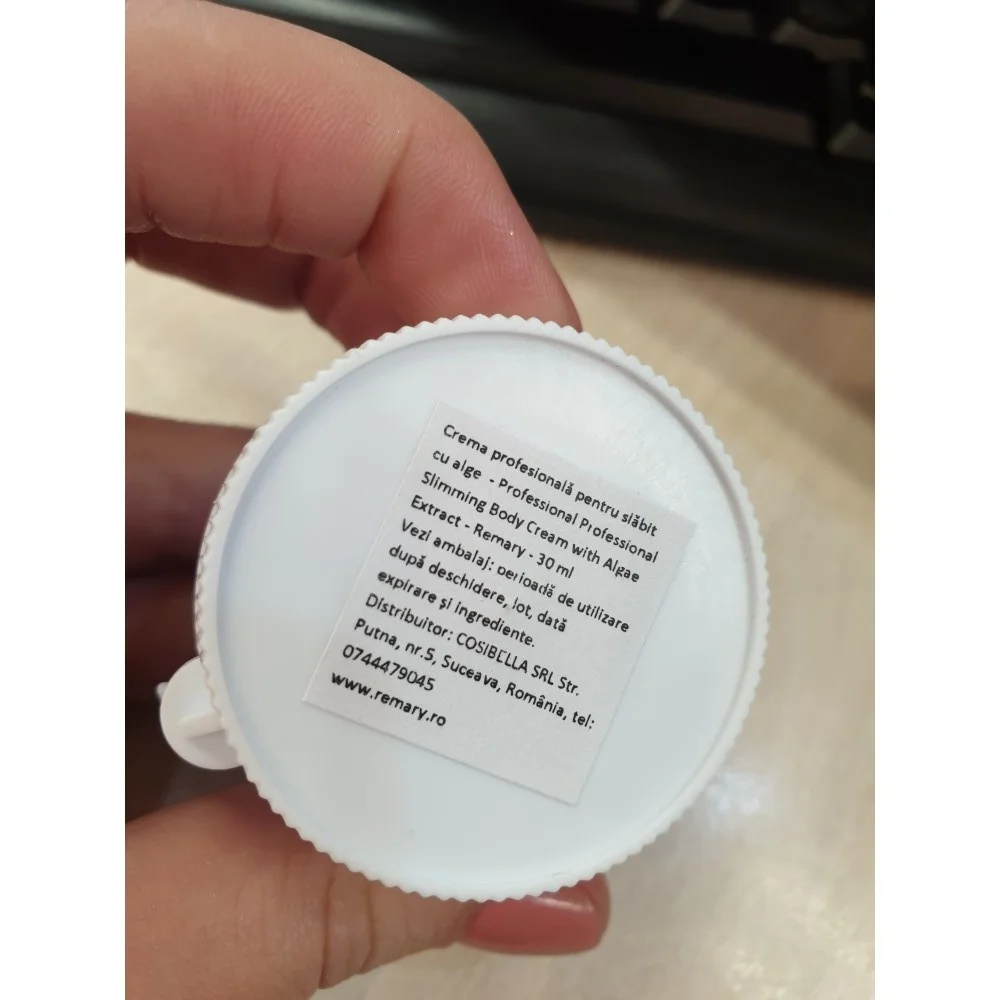 Crema profesională pentru slăbit
cu alge - Professional Professional
Slimming Body Cream with Algae
Extract - Remary - 30 ml
Vezi ambalaj: perioadă de utilizare
după deschidere, lot, dată
expirare și ingrediente.
Distribuitor: COSIBELLA SRL Str.
Putna, nr.5, Suceava, România, tel:
0744479045
www.remary.ro